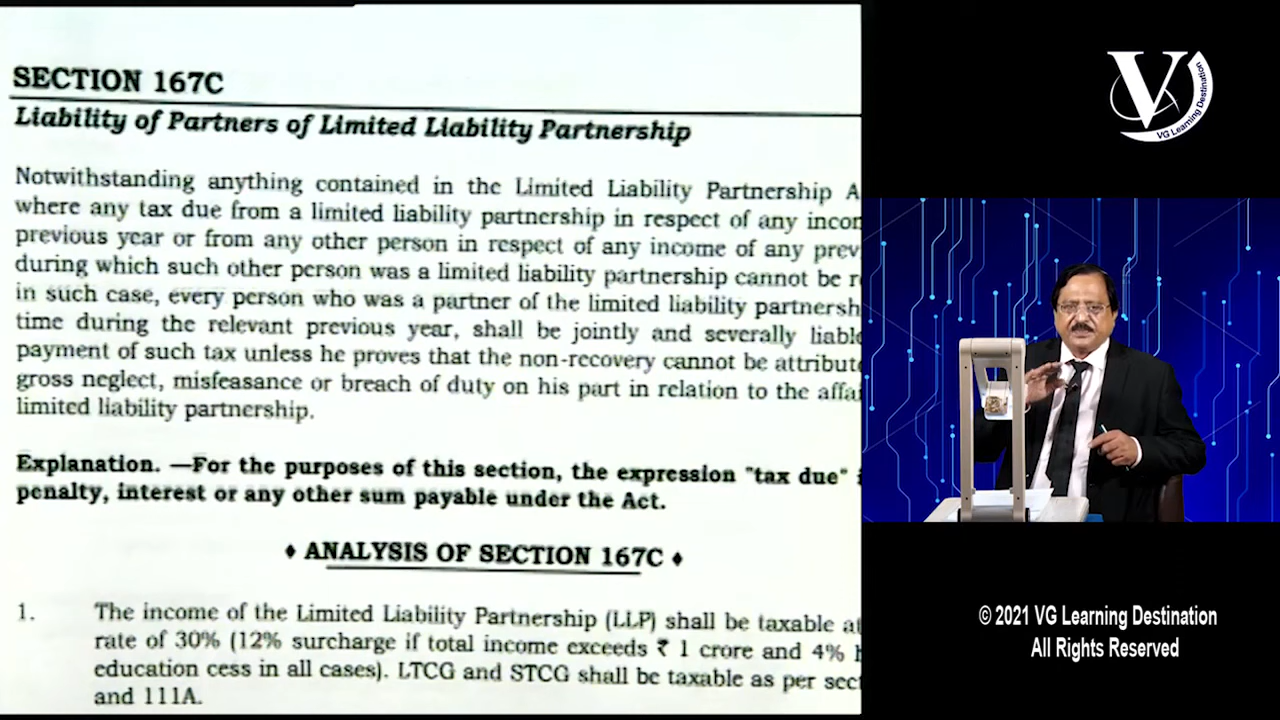 SECTION 167C
Liability of Partners of Limited Liability Partnership
Notwithstanding anything contained in the Limited Liability Partnership A
where any tax due from a limited liability partnership in respect of any incom
previous year or from any other person in respect of any income of any prev
during which such other person was a limited liability partnership cannot be re
in such case, every person who was a partner of the limited liability partnersh
time during the relevant previous year, shall be jointly and severally liable
payment of such tax unless he proves that the non-recovery cannot be attribute
gross neglect, misfeasance or breach of duty on his part in relation to the affa
limited liability partnership.
Explanation. —For the purposes of this section, the expression "tax due"
penalty, interest or any other sum payable under the Act.
♦ ANALYSIS OF SECTION 167C ♦
1. The income of the Limited Liability Partnership (LLP) shall be taxable at
rate of 30% (12% surcharge if total income exceeds ₹ 1 crore and 4% h
education cess in all cases). LTCG and STCG shall be taxable as per sect
and 111A.
V
VG Learning Destination
© 2021 VG Learning Destination
All Rights Reserved